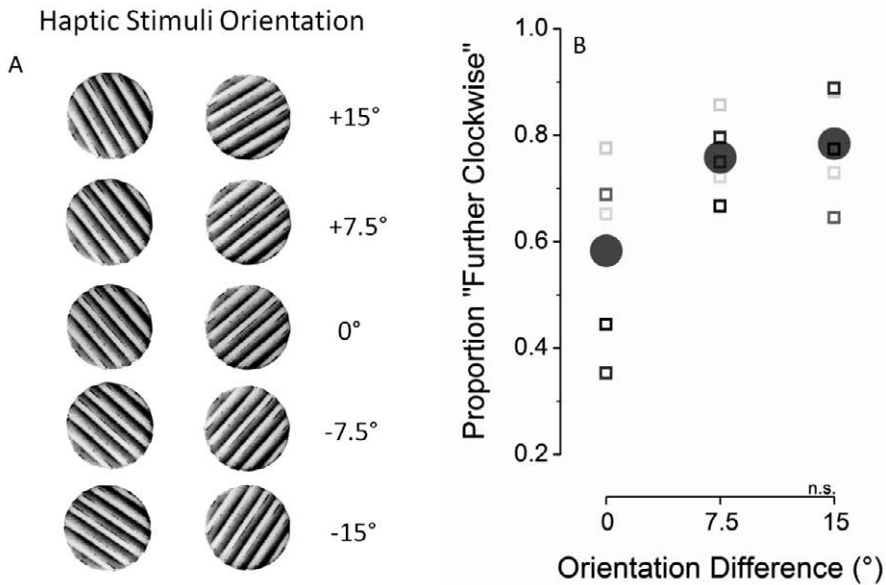 Haptic Stimuli Orientation
A
+15°
+7.5°
0°
-7.5°
-15°
B
Proportion "Further Clockwise"
1.0
0.8
0.6
0.4
0.2
n.s.
0 7.5 15
Orientation Difference (°)